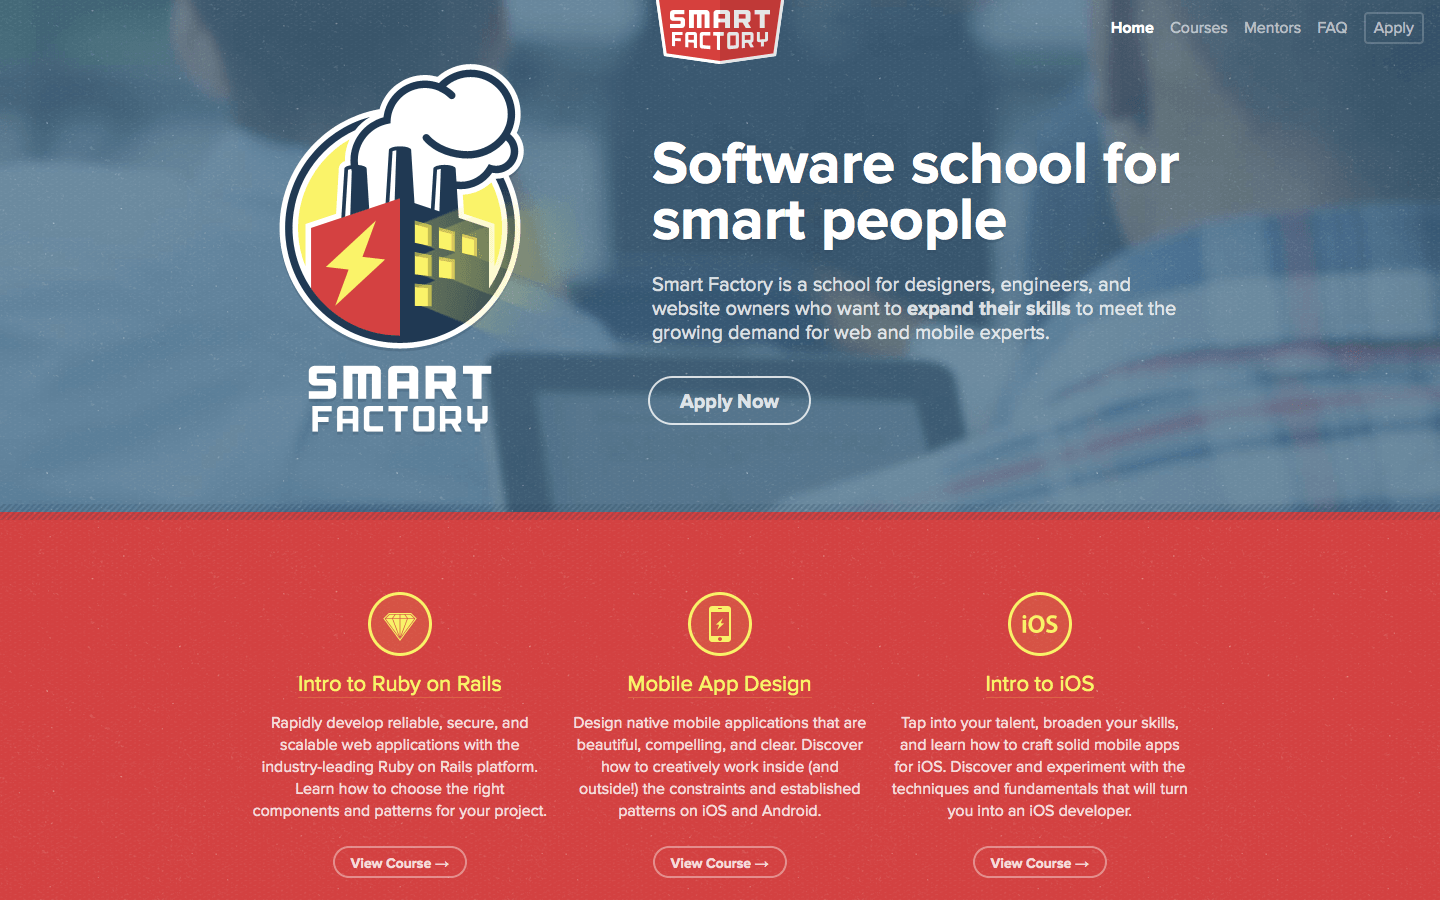 SMART
FACTORY
Home Courses Mentors FAQ Apply
SMART
FACTORY
Software school for
smart people
Smart Factory is a school for designers, engineers, and
website owners who want to expand their skills to meet the
growing demand for web and mobile experts.
Apply Now
Intro to Ruby on Rails
Rapidly develop reliable, secure, and
scalable web applications with the
industry-leading Ruby on Rails platform.
Learn how to choose the right
components and patterns for your project.
View Course →
Mobile App Design
Design native mobile applications that are
beautiful, compelling, and clear. Discover
how to creatively work inside (and
outside!) the constraints and established
patterns on iOS and Android.
View Course →
iOS
Intro to iOS
Tap into your talent, broaden your skills,
and learn how to craft solid mobile apps
for iOS. Discover and experiment with the
techniques and fundamentals that will turn
you into an iOS developer.
View Course →